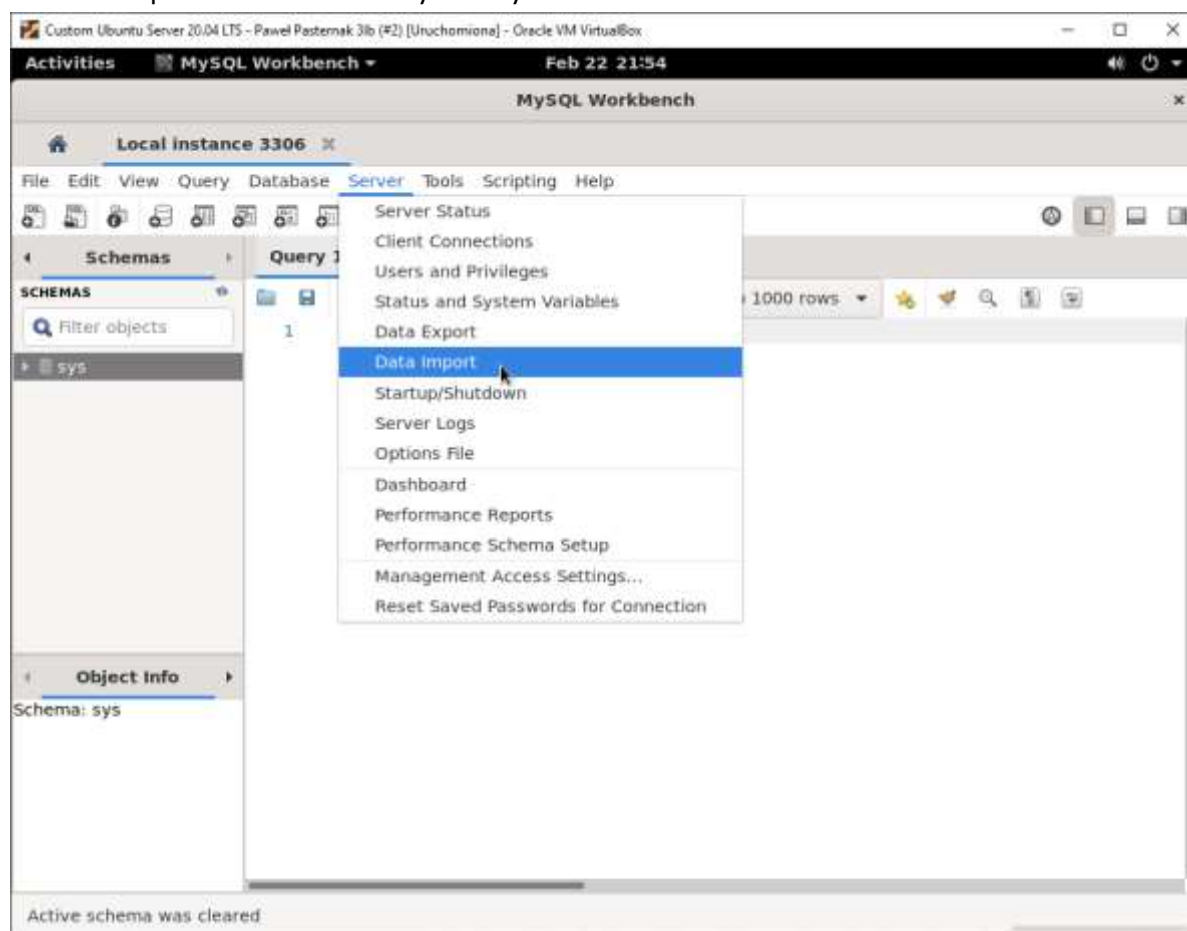 Custom Ubuntu Server 20.04 LTS - Paweł Pasternak 3lb (#2) [Uruchomiona] - Oracle VM VirtualBox
Activities MySQL Workbench Feb 22 21:54
MySQL Workbench
Local instance 3306
File Edit View Query Database Server Tools Scripting Help
Server Status
Client Connections
Users and Privileges
Status and System Variables
Data Export
Data Import
Startup/Shutdown
Server Logs
Options File
Dashboard
Performance Reports
Performance Schema Setup
Management Access Settings...
Reset Saved Passwords for Connection
Schemas
Query 1
SCHEMAS
1000 rows
Filter objects
1
sys
Object Info
Schema: sys
Active schema was cleared